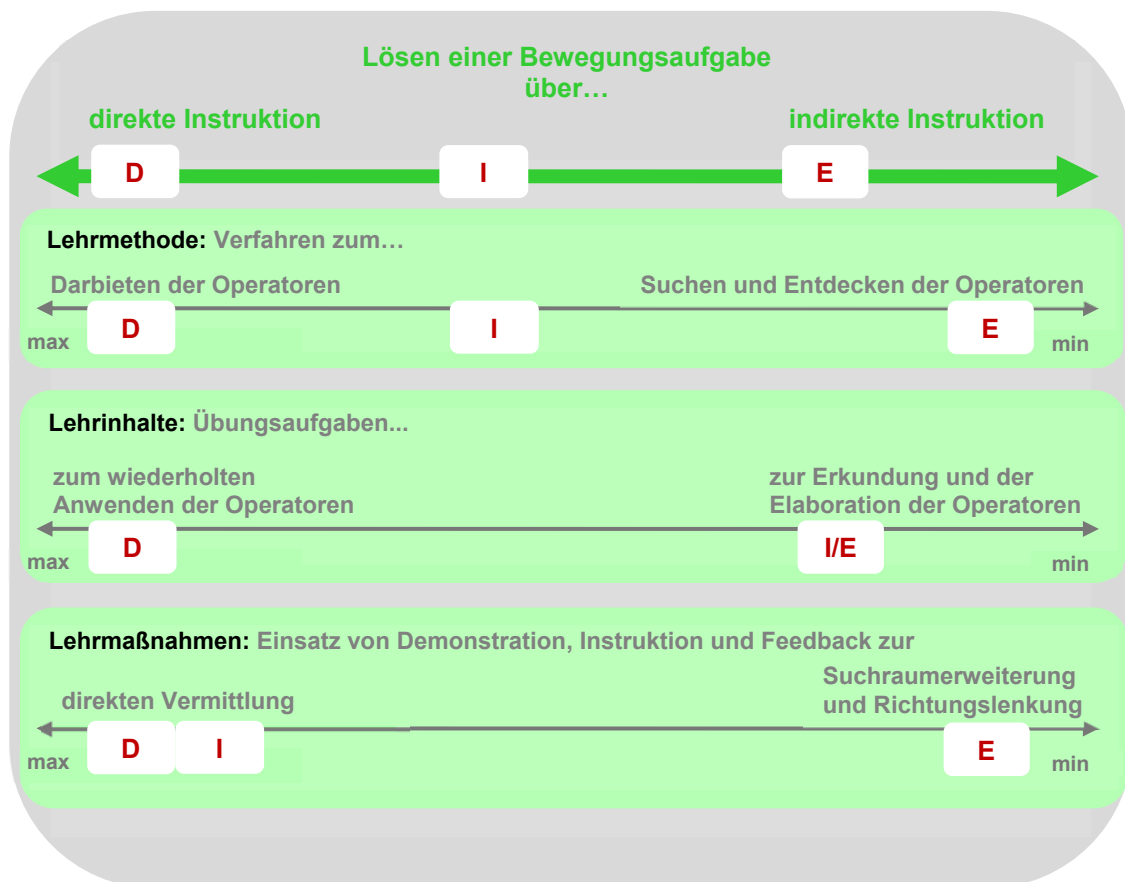 Lösen einer Bewegungsaufgabe
über…
direkte Instruktion
indirekte Instruktion
D
I
E
Lehrmethode: Verfahren zum…
Darbieten der Operatoren
Suchen und Entdecken der Operatoren
D
I
E
max
min
Lehrinhalte: Übungsaufgaben...
zum wiederholten
Anwenden der Operatoren
zur Erkundung und der
Elaboration der Operatoren
D
I/E
max
min
Lehrmaßnahmen: Einsatz von Demonstration, Instruktion und Feedback zur
direkten Vermittlung
Suchraumerweiterung
und Richtungslenkung
D
I
E
max
min